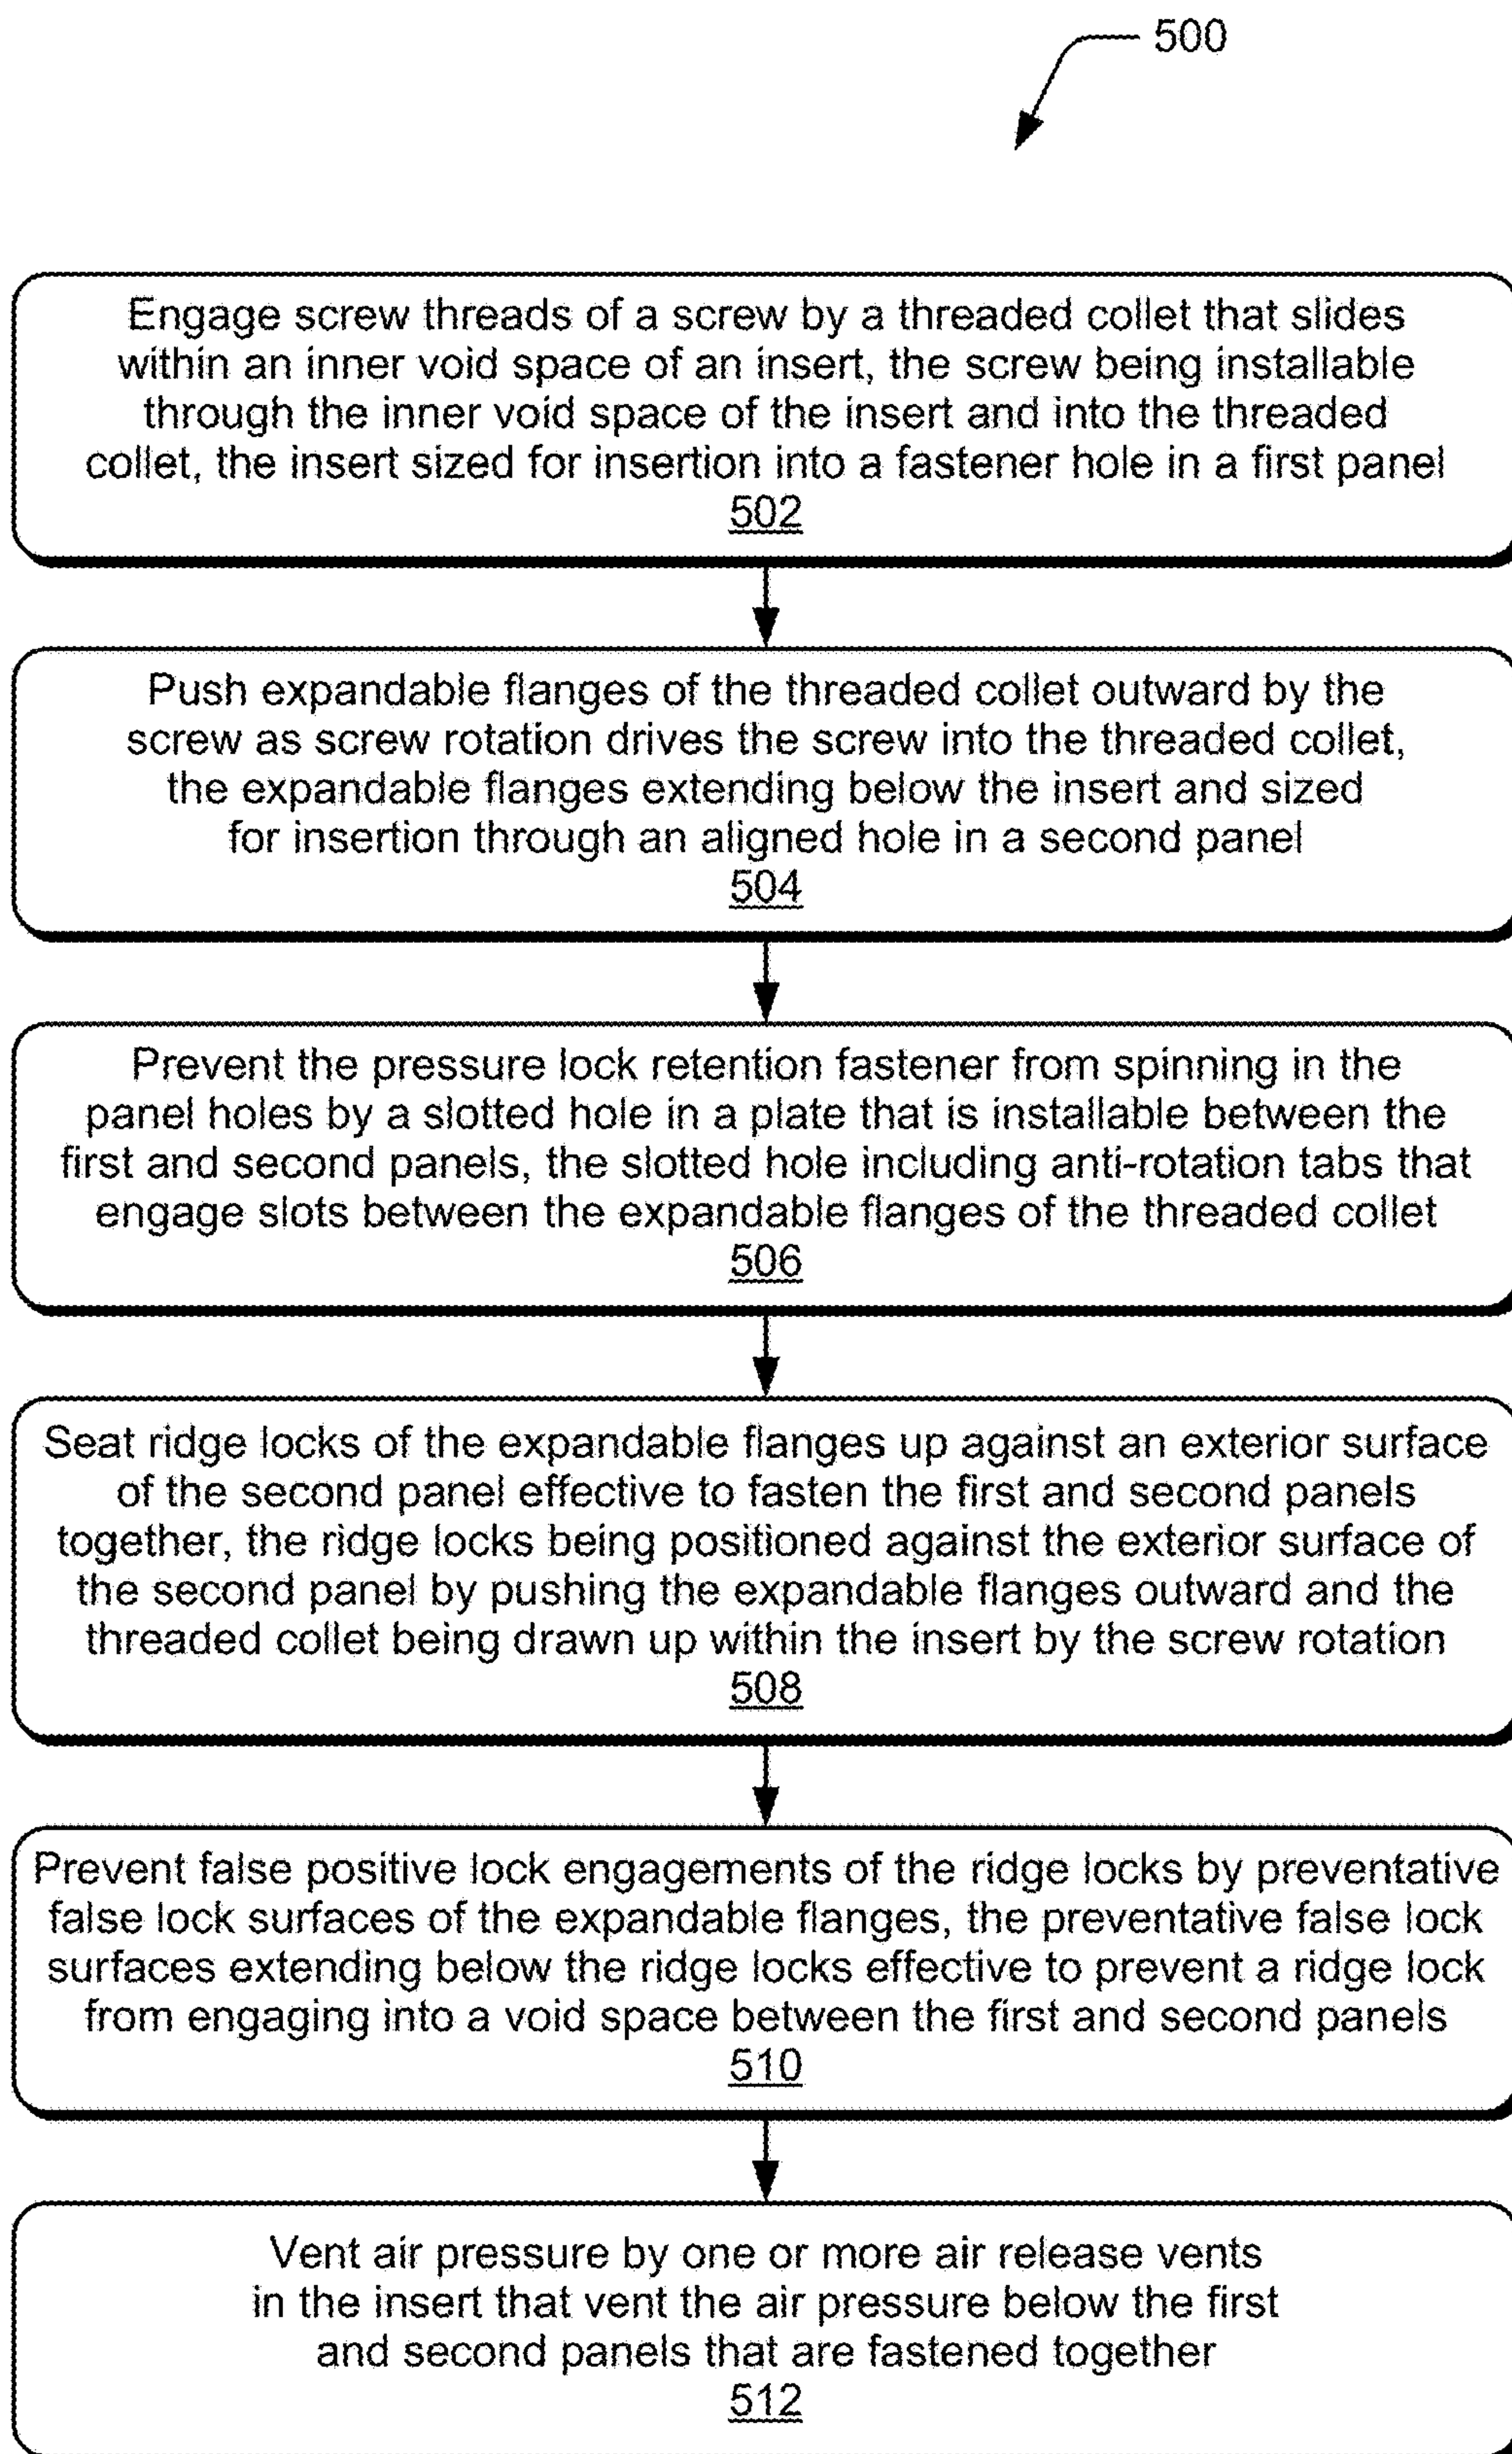 500
Engage screw threads of a screw by a threaded collet that slides
within an inner void space of an insert, the screw being installable
through the inner void space of the insert and into the threaded
collet, the insert sized for insertion into a fastener hole in a first panel
502
Push expandable flanges of the threaded collet outward by the
screw as screw rotation drives the screw into the threaded collet,
the expandable flanges extending below the insert and sized
for insertion through an aligned hole in a second panel
504
Prevent the pressure lock retention fastener from spinning in the
panel holes by a slotted hole in a plate that is installable between the
first and second panels, the slotted hole including anti-rotation tabs that
engage slots between the expandable flanges of the threaded collet
506
Seat ridge locks of the expandable flanges up against an exterior surface
of the second panel effective to fasten the first and second panels
together, the ridge locks being positioned against the exterior surface of
the second panel by pushing the expandable flanges outward and the
threaded collet being drawn up within the insert by the screw rotation
508
Prevent false positive lock engagements of the ridge locks by preventative
false lock surfaces of the expandable flanges, the preventative false lock
surfaces extending below the ridge locks effective to prevent a ridge lock
from engaging into a void space between the first and second panels
510
Vent air pressure by one or more air release vents
in the insert that vent the air pressure below the first
and second panels that are fastened together
512